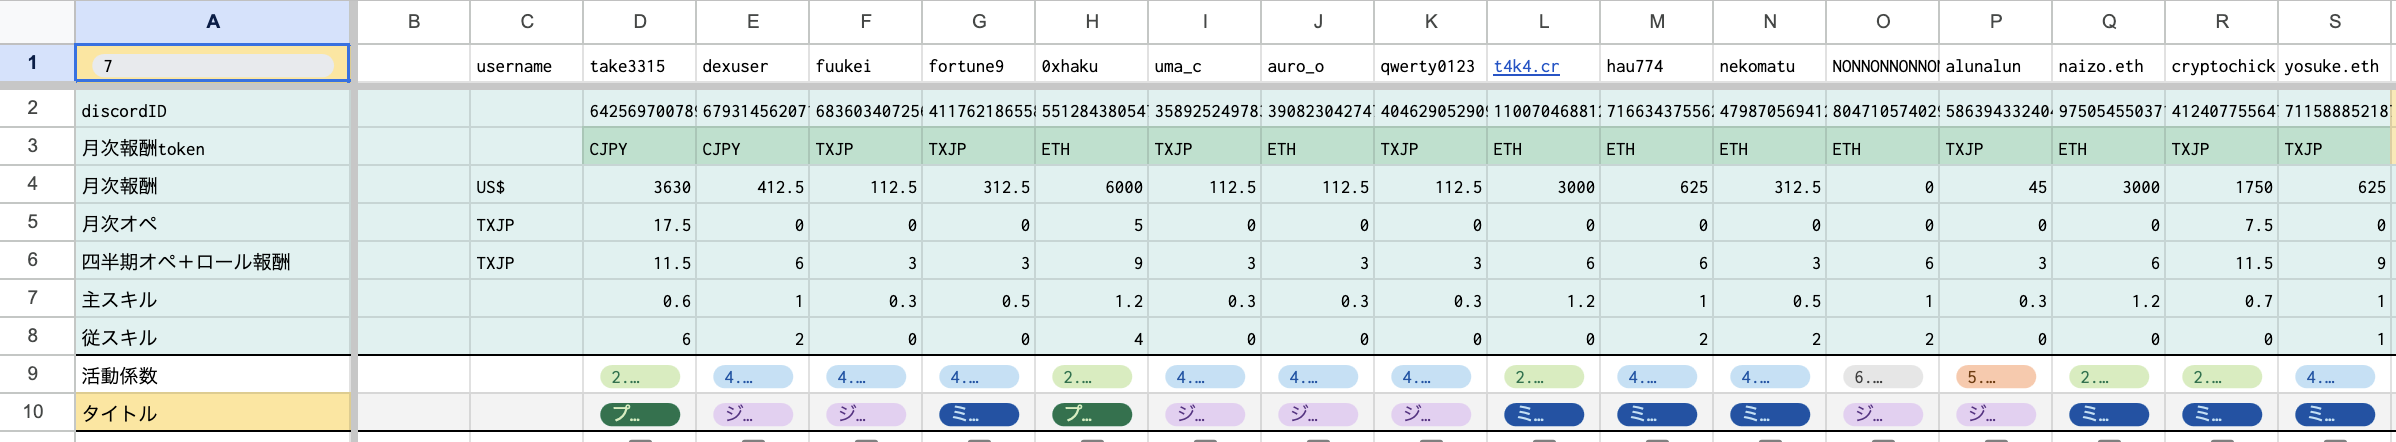 A B C D E F G H I J K L M N O P Q R S
1 7 username take3315 dexuser fuukei fortune9 0xhaku uma_c auro_o qwerty0123 t4k4.cr hau774 nekomatu NONNONNONNON alunalun naizo.eth cryptochick yosuke.eth
2 discordID 642569700789 67931456207 68360340725 41176218655 55128438054 35892524978 39082304274 40462905290 11007046881 71663437556 47987056941 80471057402 58639433240 97505455037 41240775564 71158885218
3 月次報酬token CJPY CJPY TXJP TXJP ETH TXJP ETH TXJP ETH ETH ETH ETH TXJP ETH TXJP TXJP
4 月次報酬 US$ 3630 412.5 112.5 312.5 6000 112.5 112.5 112.5 3000 625 312.5 0 45 3000 1750 625
5 月次オペ TXJP 17.5 0 0 0 5 0 0 0 0 0 0 0 0 0 7.5 0
6 四半期オペ+ロール報酬 TXJP 11.5 6 3 3 9 3 3 3 6 6 3 6 3 6 11.5 9
7 主スキル 0.6 1 0.3 0.5 1.2 0.3 0.3 0.3 1.2 1 0.5 1 0.3 1.2 0.7 1
8 従スキル 6 2 0 0 4 0 0 0 0 2 2 2 0 0 0 1
9 活動係数 2.… 4.… 4.… 4.… 2.… 4.… 4.… 4.… 2.… 4.… 4.… 6.… 5.… 2.… 2.… 4.…
10 タイトル プ… ジ… ジ… ミ… プ… ジ… ジ… ジ… ミ… ミ… ミ… ジ… ジ… ミ… ミ… ミ…